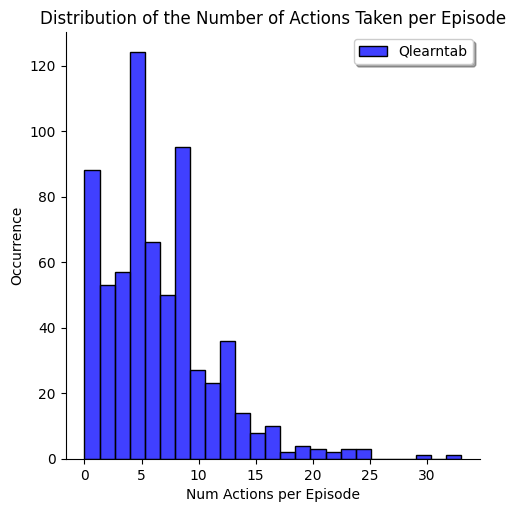 Distribution of the Number of Actions Taken per Episode
Qlearntab
120
100
80
60
40
20
0
Occurrence
0 5 10 15 20 25 30
Num Actions per Episode